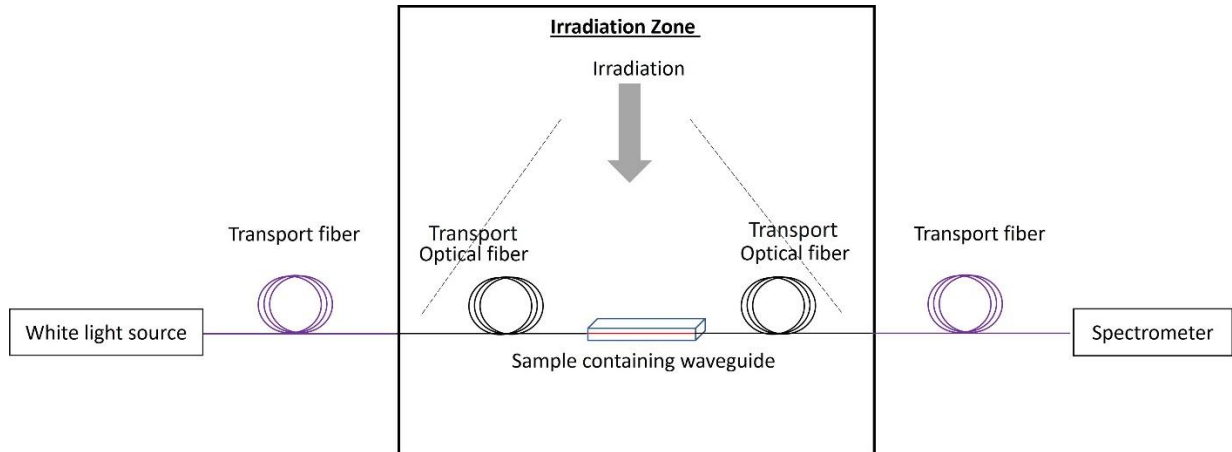 Irradiation Zone
Irradiation
Transport fiber
Transport
Optical fiber
Transport
Optical fiber
Transport fiber
White light source
Sample containing waveguide
Spectrometer